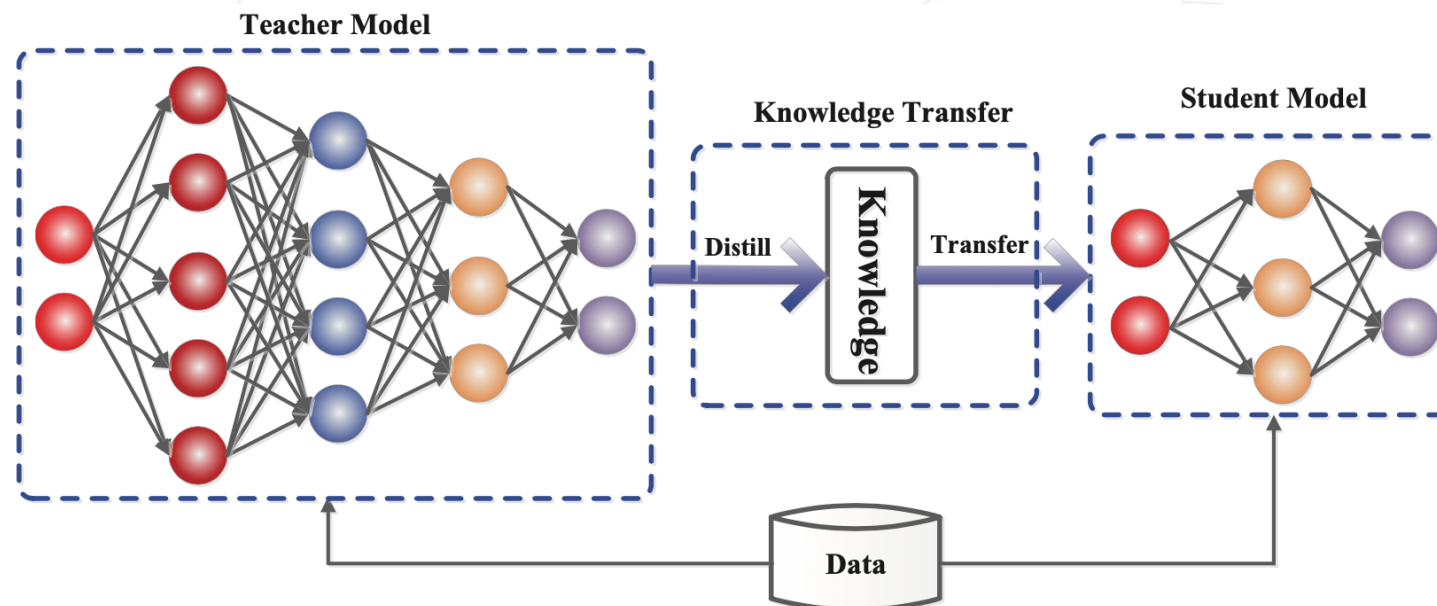 Teacher Model
Knowledge Transfer
Student Model
Distill
Knowledge
Transfer
Data